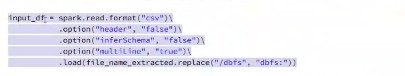 input_df = spark.read.format("csv")\
.option("header", "false")\
.option("inferSchema", "false")\
.option("multiLine", "true")\
.load(file_name_extracted.replace("/dbfs", "dbfs:"))